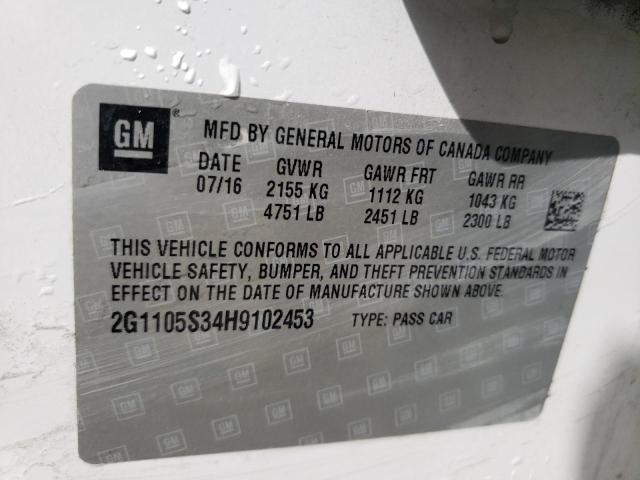 GM ®
MFD BY GENERAL MOTORS OF CANADA COMPANY
DATE GVWR GAWR FRT GAWR RR
07/16 2155 KG 1112 KG 1043 KG
4751 LB 2451 LB 2300 LB
THIS VEHICLE CONFORMS TO ALL APPLICABLE U.S. FEDERAL MOTOR
VEHICLE SAFETY, BUMPER, AND THEFT PREVENTION STANDARDS IN
EFFECT ON THE DATE OF MANUFACTURE SHOWN ABOVE.
2G1105S34H9102453 TYPE: PASS CAR